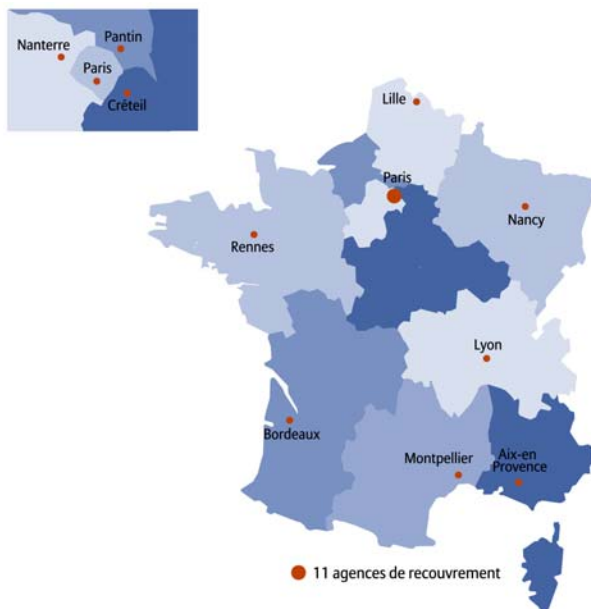 Pantin
Nanterre
Paris
Créteil
Lille
Paris
Nancy
Rennes
Lyon
Bordeaux
Montpellier
Aix-en
Provence
11 agences de recouvrement